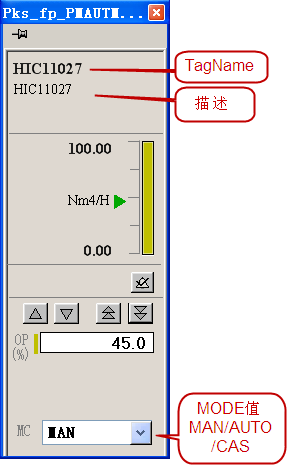 Pks_fp_PMAUTM...
HIC11027
TagName
HIC11027
描述
100.00
Nm4/H
0.00
OP
(%)
45.0
MODE值
MAN/AUTO
/CAS
MC
MAN